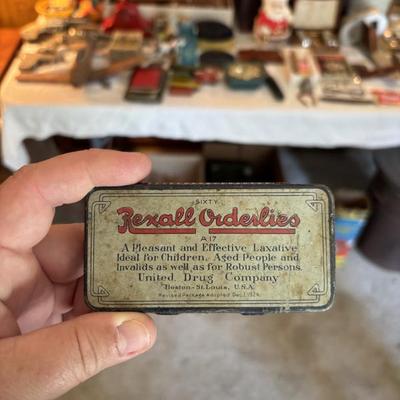 SIXTY
Rexall Orderlies
A 17
A Pleasant and Effective Laxative
Ideal for Children, Aged People and
Invalids as well as for Robust Persons.
United Drug Company
Boston - St. Louis, U.S.A.
Revised Package Adopted Dec. 1, 1924